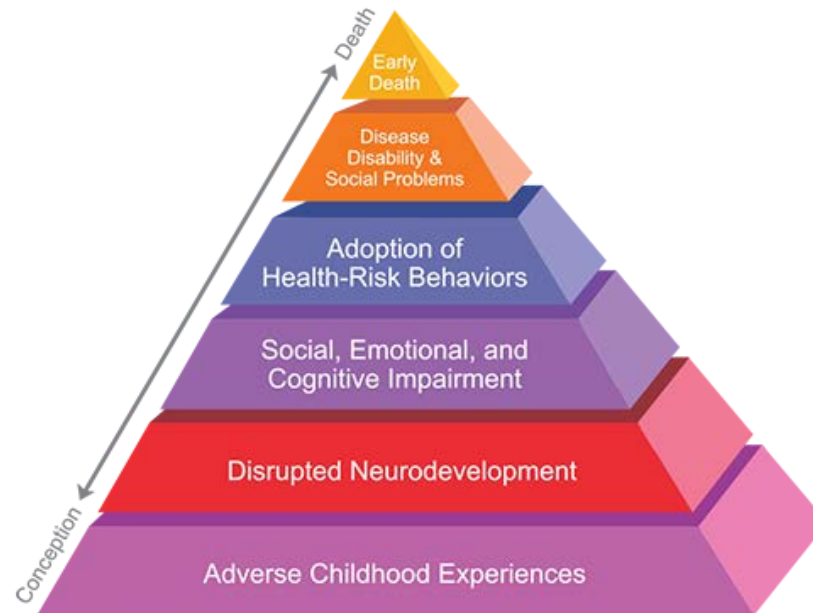 Death
Early
Death
Disease
Disability &
Social Problems
Adoption of
Health-Risk Behaviors
Social, Emotional, and
Cognitive Impairment
Disrupted Neurodevelopment
Conception
Adverse Childhood Experiences